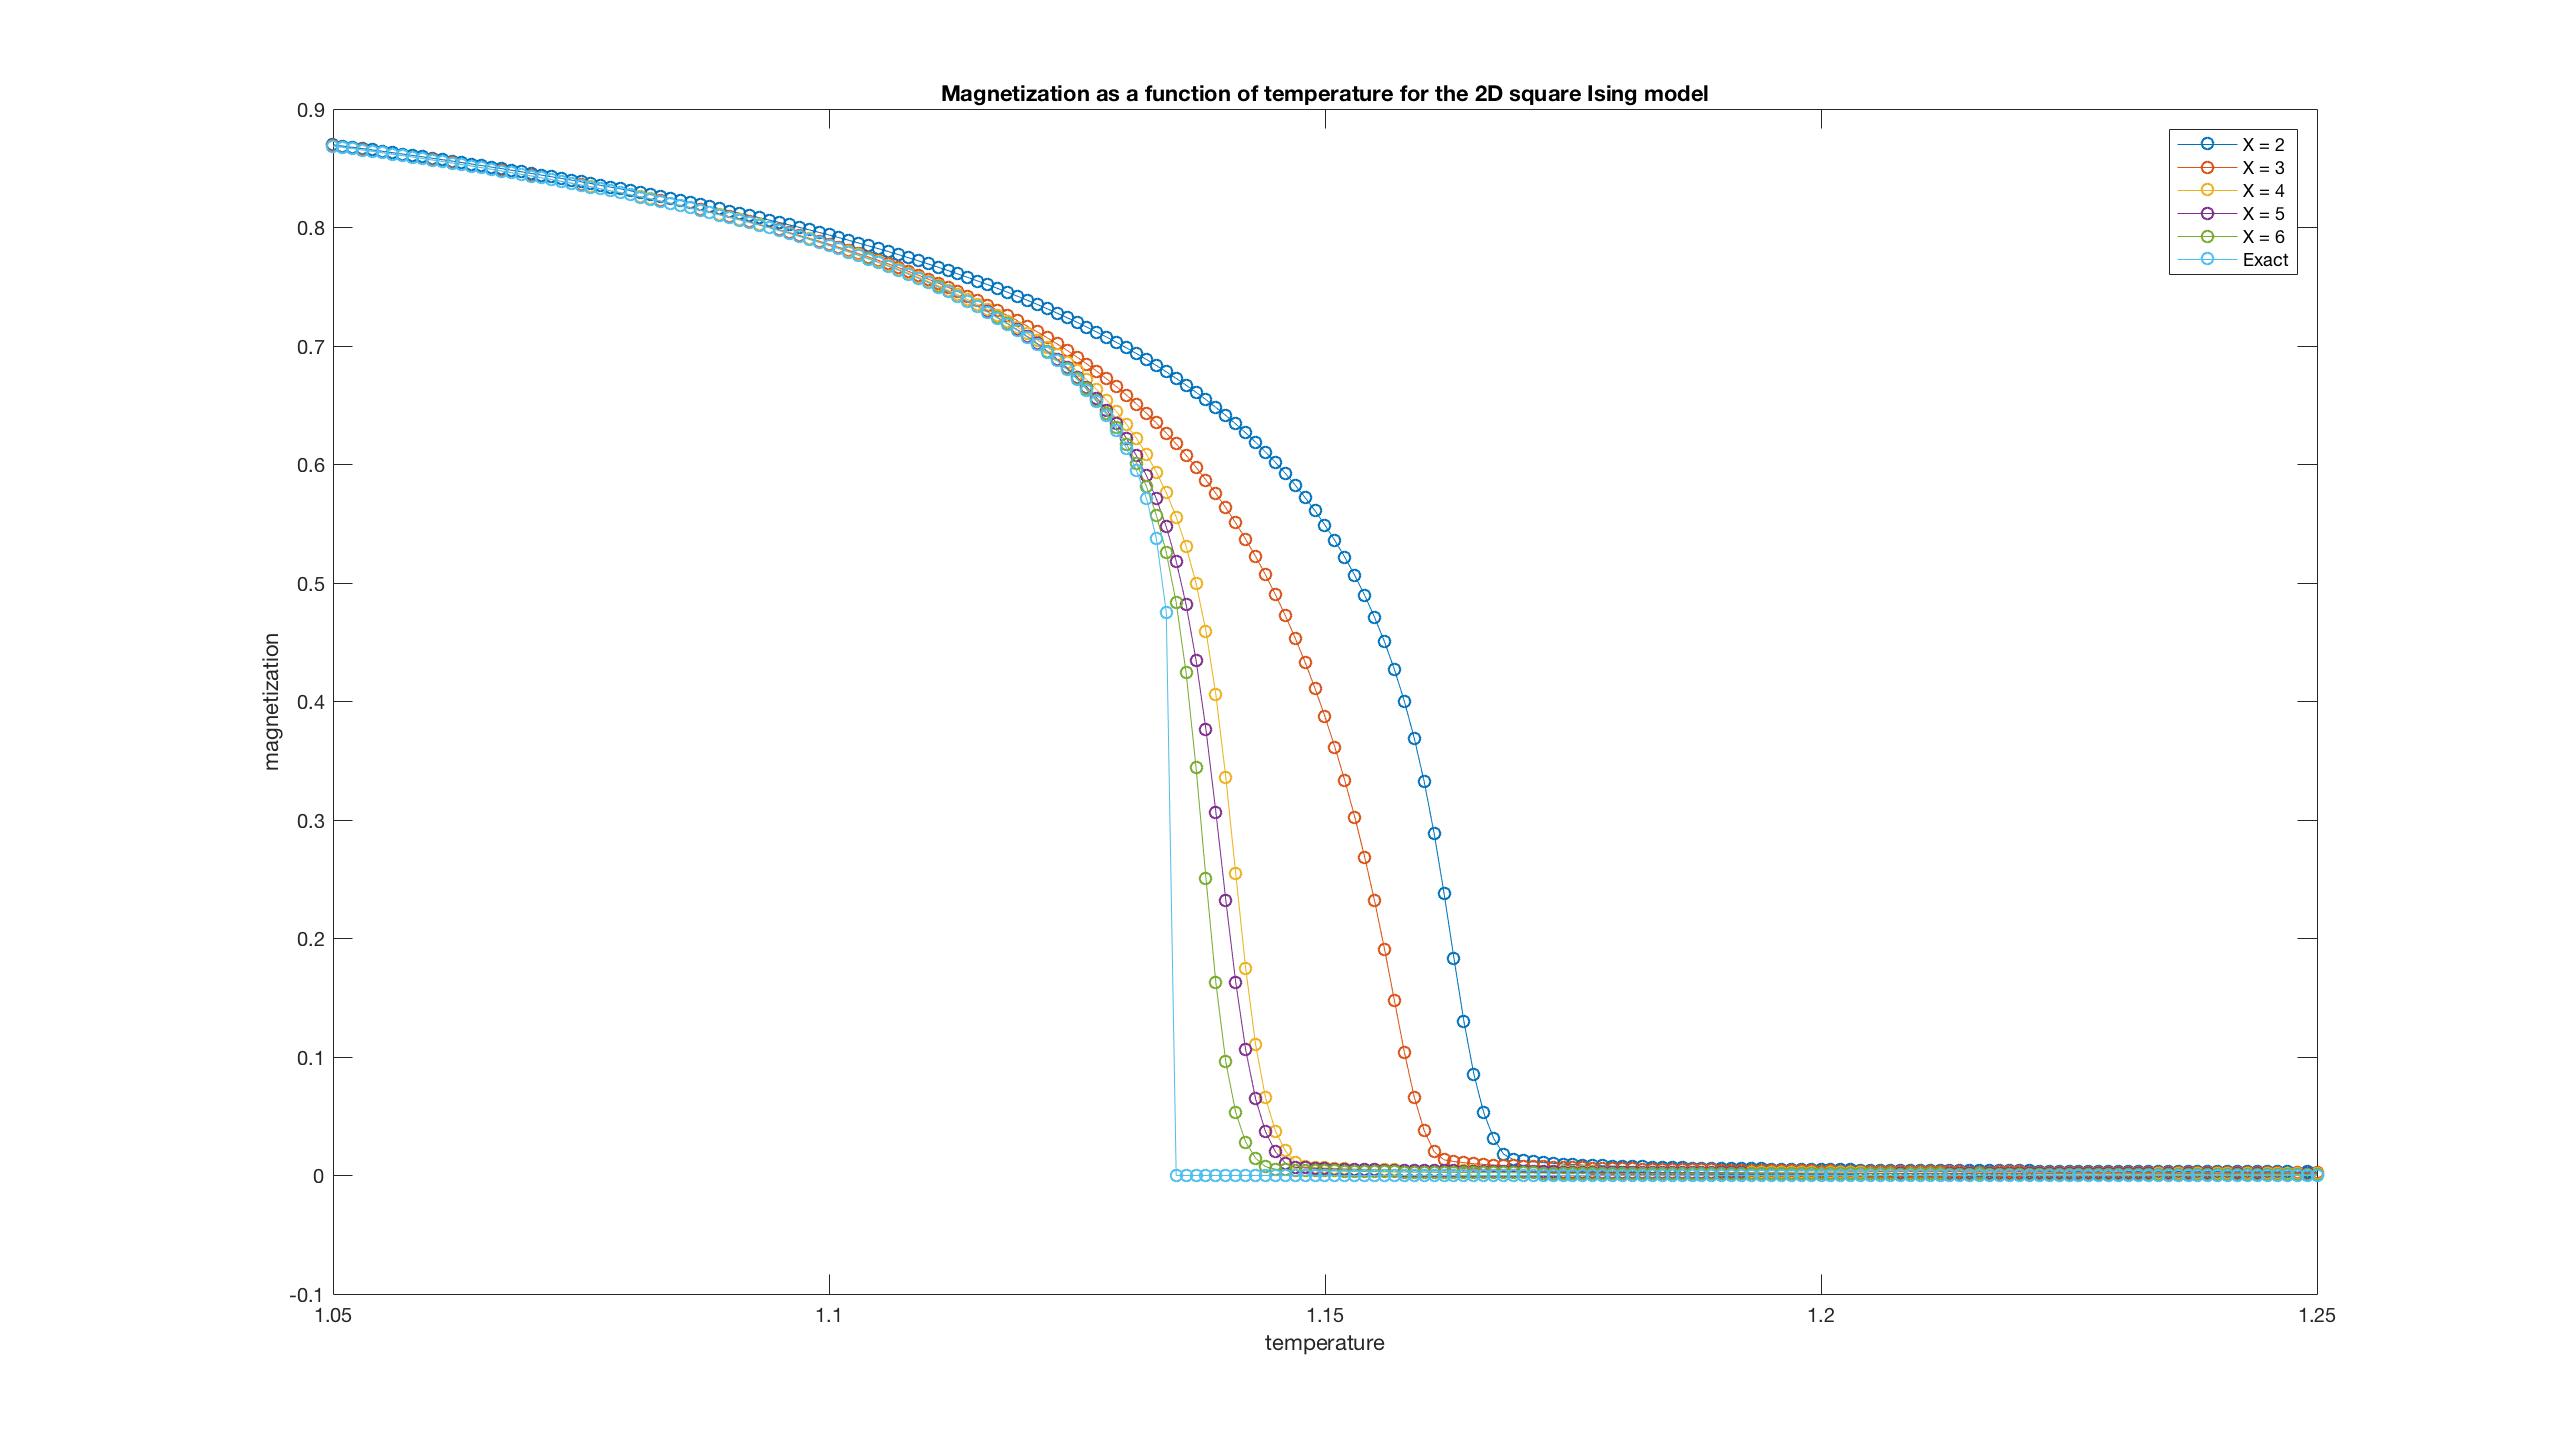 Magnetization as a function of temperature for the 2D square Ising model
0.9
0.8
0.7
0.6
0.5
0.4
0.3
0.2
0.1
0
-0.1
magnetization
X = 2
X = 3
X = 4
X = 5
X = 6
Exact
1.05 1.1 1.15 1.2 1.25
temperature